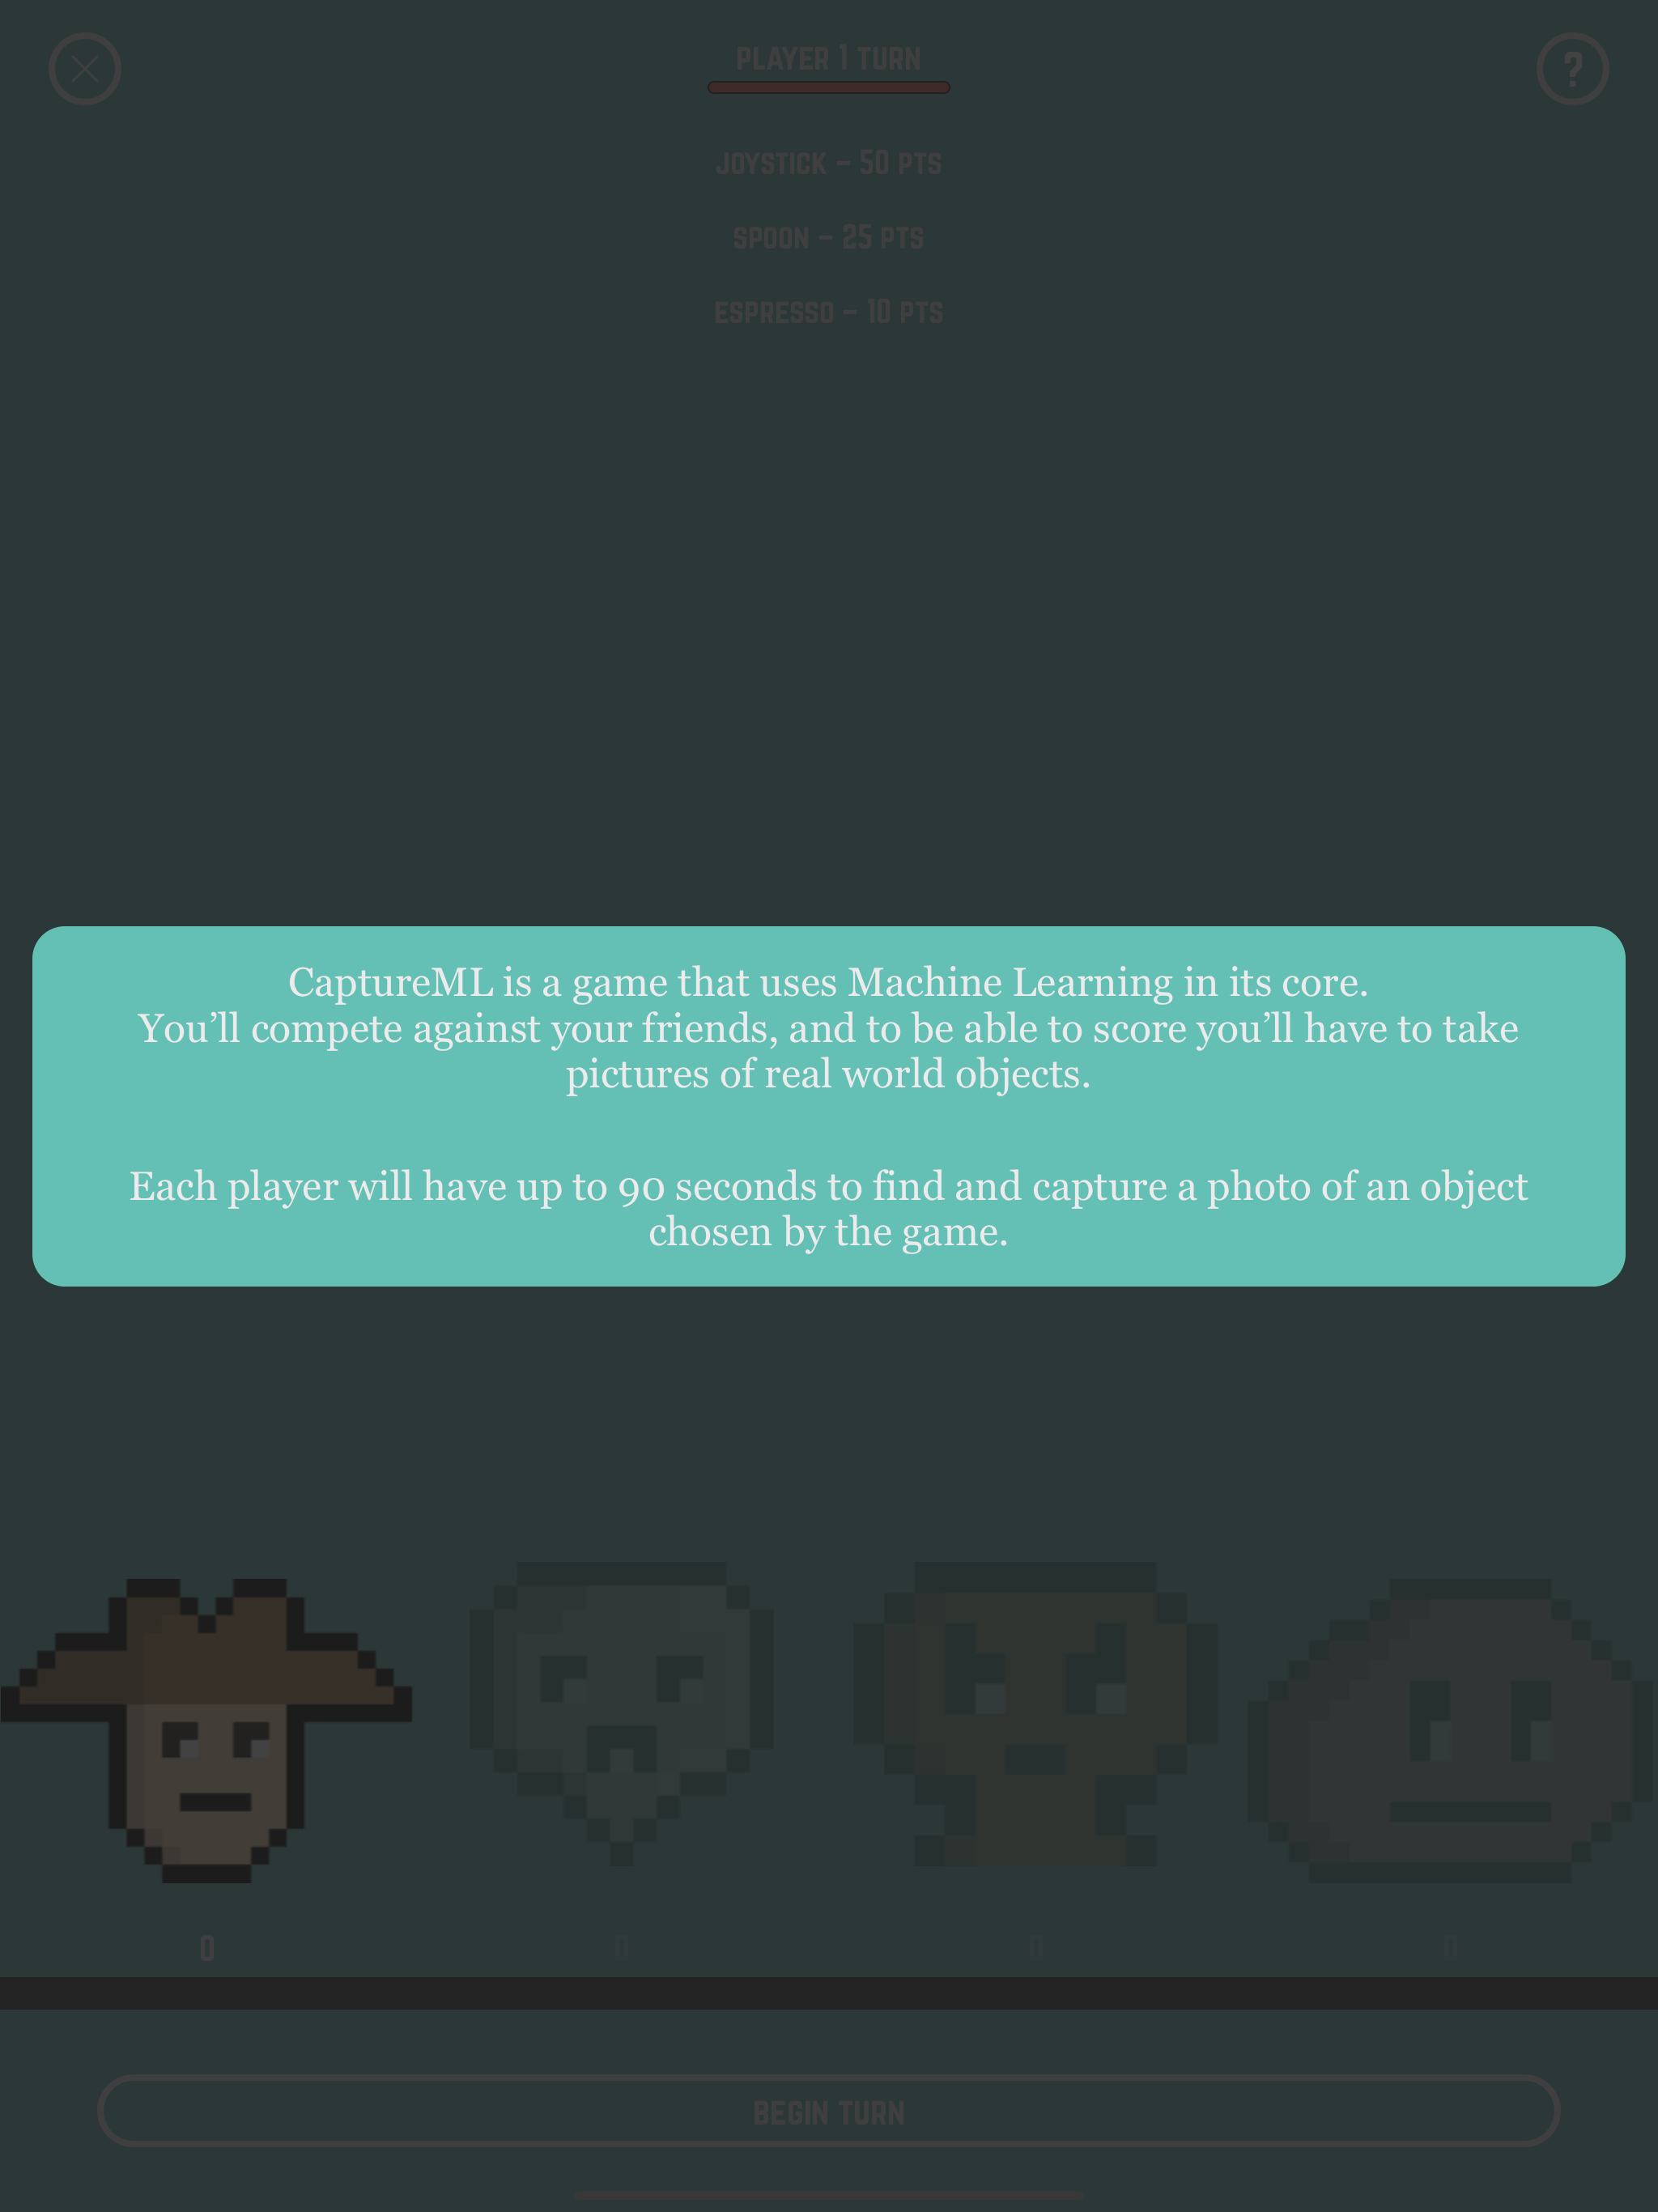 PLAYER 1 TURN
?
JOYSTICK – 50 PTS
SPOON – 25 PTS
ESPRESSO – 10 PTS
CaptureML is a game that uses Machine Learning in its core.
You’ll compete against your friends, and to be able to score you’ll have to take
pictures of real world objects.
Each player will have up to 90 seconds to find and capture a photo of an object
chosen by the game.
0 0 0 0
BEGIN TURN